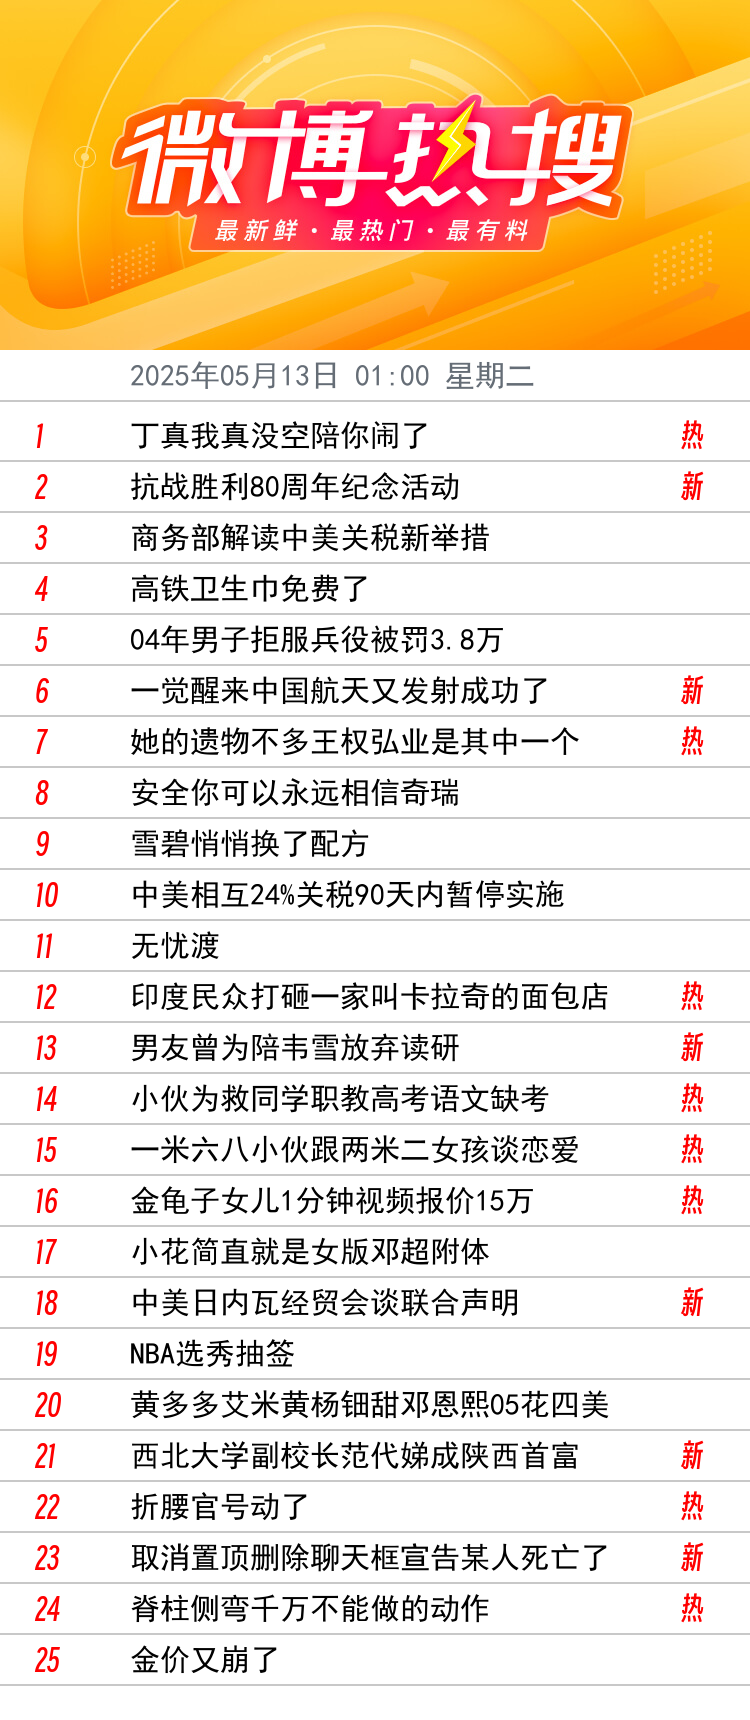 微博热搜
最新鲜·最热门·最有料
2025年05月13日 01:00 星期二
1 丁真我真没空陪你闹了 热
2 抗战胜利80周年纪念活动 新
3 商务部解读中美关税新举措
4 高铁卫生巾免费了
5 04年男子拒服兵役被罚3.8万
6 一觉醒来中国航天又发射成功了 新
7 她的遗物不多王权弘业是其中一个 热
8 安全你可以永远相信奇瑞
9 雪碧悄悄换了配方
10 中美相互24%关税90天内暂停实施
11 无忧渡
12 印度民众打砸一家叫卡拉奇的面包店 热
13 男友曾为陪韦雪放弃读研 新
14 小伙为救同学职教高考语文缺考 热
15 一米六八小伙跟两米二女孩谈恋爱 热
16 金龟子女儿1分钟视频报价15万 热
17 小花简直就是女版邓超附体
18 中美日内瓦经贸会谈联合声明 新
19 NBA选秀抽签
20 黄多多艾米黄杨钿甜邓恩熙05花四美
21 西北大学副校长范代娣成陕西首富 新
22 折腰官号动了 热
23 取消置顶删除聊天框宣告某人死亡了 新
24 脊柱侧弯千万不能做的动作 热
25 金价又崩了